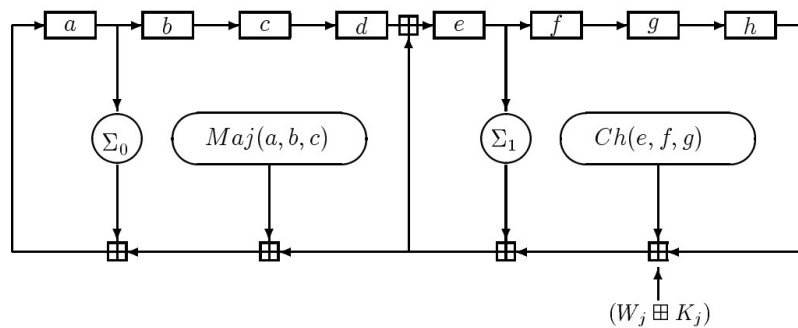 a b c d e f g h
Σ₀ Maj(a, b, c) Σ₁ Ch(e, f, g)
(Wⱼ ⊞ Kⱼ)